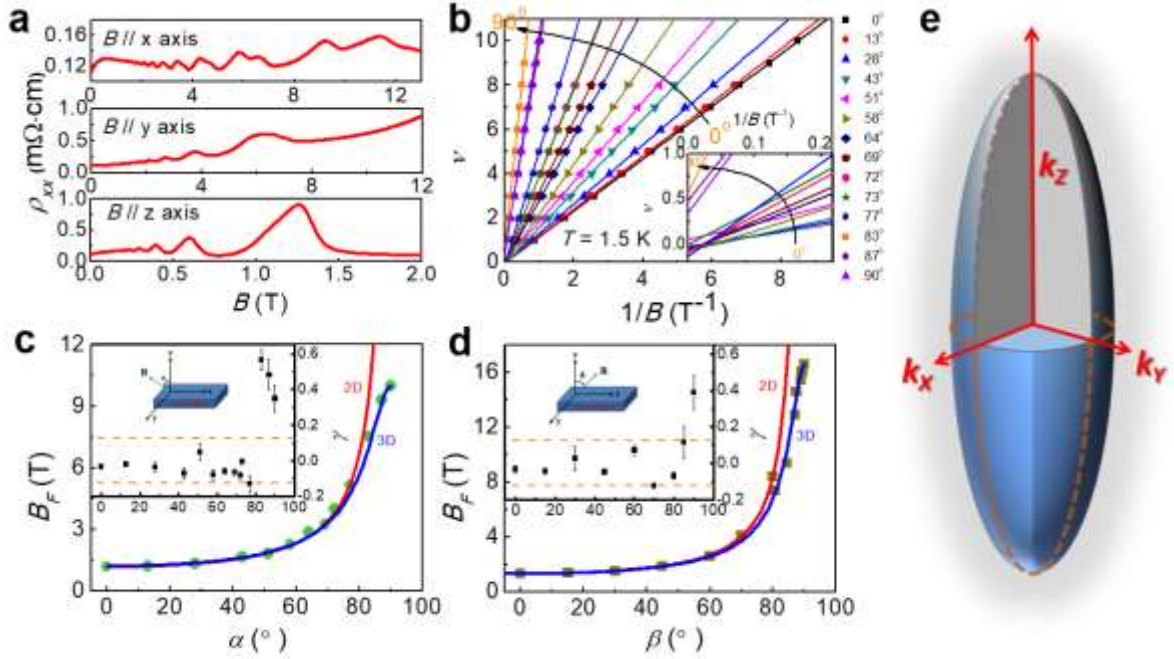 a
B // x axis
0.16
0.12
0 4 8 12
ρxx (mΩ·cm)
B // y axis
1.0
0.5
0.0
0 4 8 12
B // z axis
1.0
0.5
0.0
0.0 0.5 1.0 1.5 2.0
B (T)
b
ν
10
8
6
4
2
0
90°
0°
T = 1.5 K
0 2 4 6 8
1/B (T⁻¹)
1/B (T⁻¹)
0.0 0.1 0.2
ν
1.0
0.5
0.0
0°
0°
13°
28°
43°
51°
58°
64°
69°
72°
73°
77°
83°
87°
90°
c
BF (T)
12
9
6
3
0
0 20 40 60 80 100
α (°)
2D
3D
γ
0.6
0.4
0.2
0.0
-0.2
0 20 40 60 80 100
d
BF (T)
16
12
8
4
0
0 20 40 60 80 100
β (°)
2D
3D
γ
0.6
0.4
0.2
0.0
-0.2
0 20 40 60 80 100
e
kZ
kX
kY